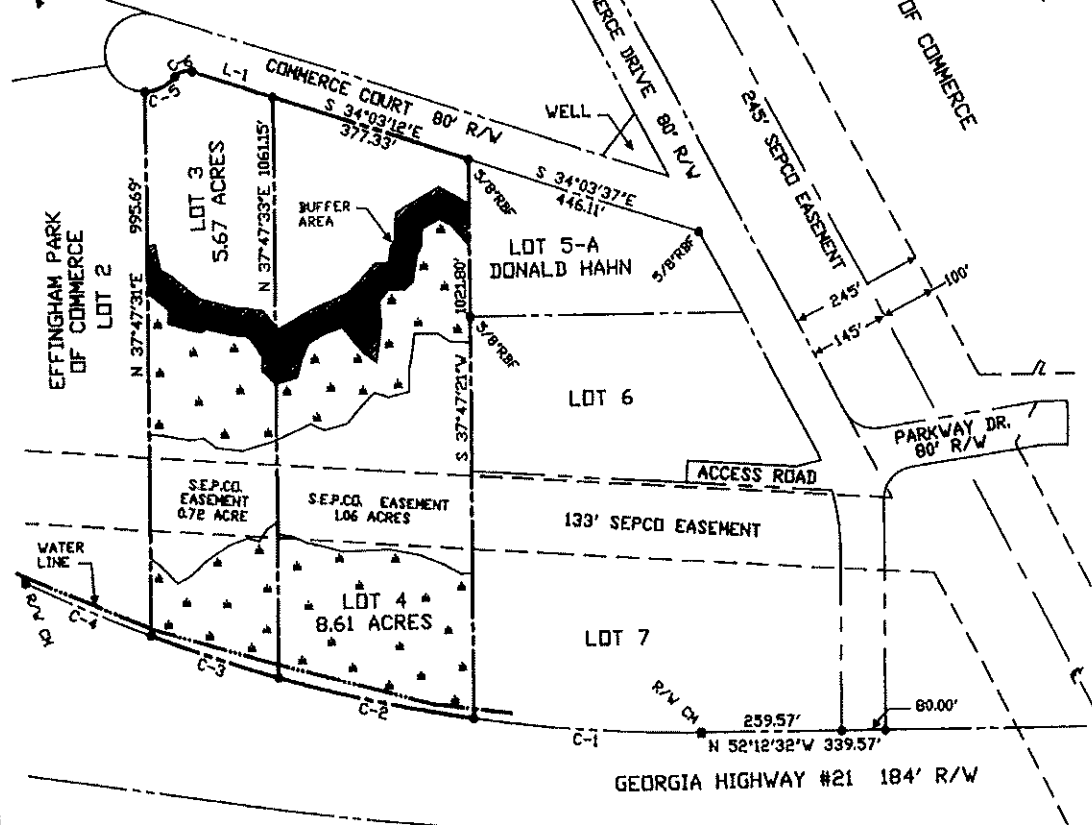 C-6
C-5
L-1
COMMERCE COURT 80' R/W
S 34°03'12"E
377.33'
WELL
ERCE DRIVE 80' R/W
OF COMMERCE
245' SEPCO EASEMENT
LOT 3
5.67 ACRES
N 37°47'33"E 1061.15'
995.69'
N 37°47'31"E
EFFINGHAM PARK
OF COMMERCE
LOT 2
BUFFER
AREA
5/8"RBF
S 34°03'37"E
446.11'
LOT 5-A
DONALD HAHN
5/8"RBF
1021.80'
S 37°47'21"W
5/8"RBF
245'
100'
145'
LOT 6
PARKWAY DR.
80' R/W
ACCESS ROAD
S.E.P.CO.
EASEMENT
0.72 ACRE
S.E.P.CO. EASEMENT
1.06 ACRES
133' SEPCO EASEMENT
WATER
LINE
C-4
C-3
LOT 4
8.61 ACRES
C-2
LOT 7
R/W CM
C-1
259.57'
80.00'
N 52°12'32"W 339.57'
GEORGIA HIGHWAY #21 184' R/W